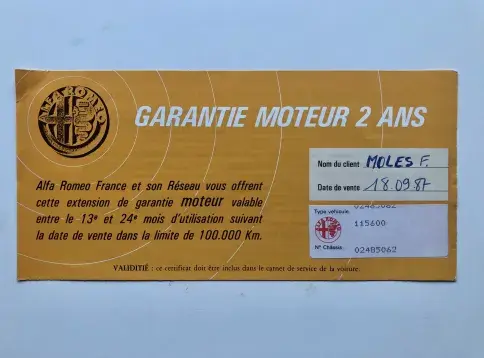 ALFA-ROMEO
GARANTIE MOTEUR 2 ANS
Nom du client MOLES F.
Date de vente 18.09.87
Alfa Romeo France et son Réseau vous offrent
cette extension de garantie moteur valable
entre le 13e et 24e mois d'utilisation suivant
la date de vente dans la limite de 100.000 Km.
02485062
Type véhicule
115600
N° Châssis
02485062
VALIDITIÉ : ce certificat doit être inclus dans le carnet de service de la voiture.